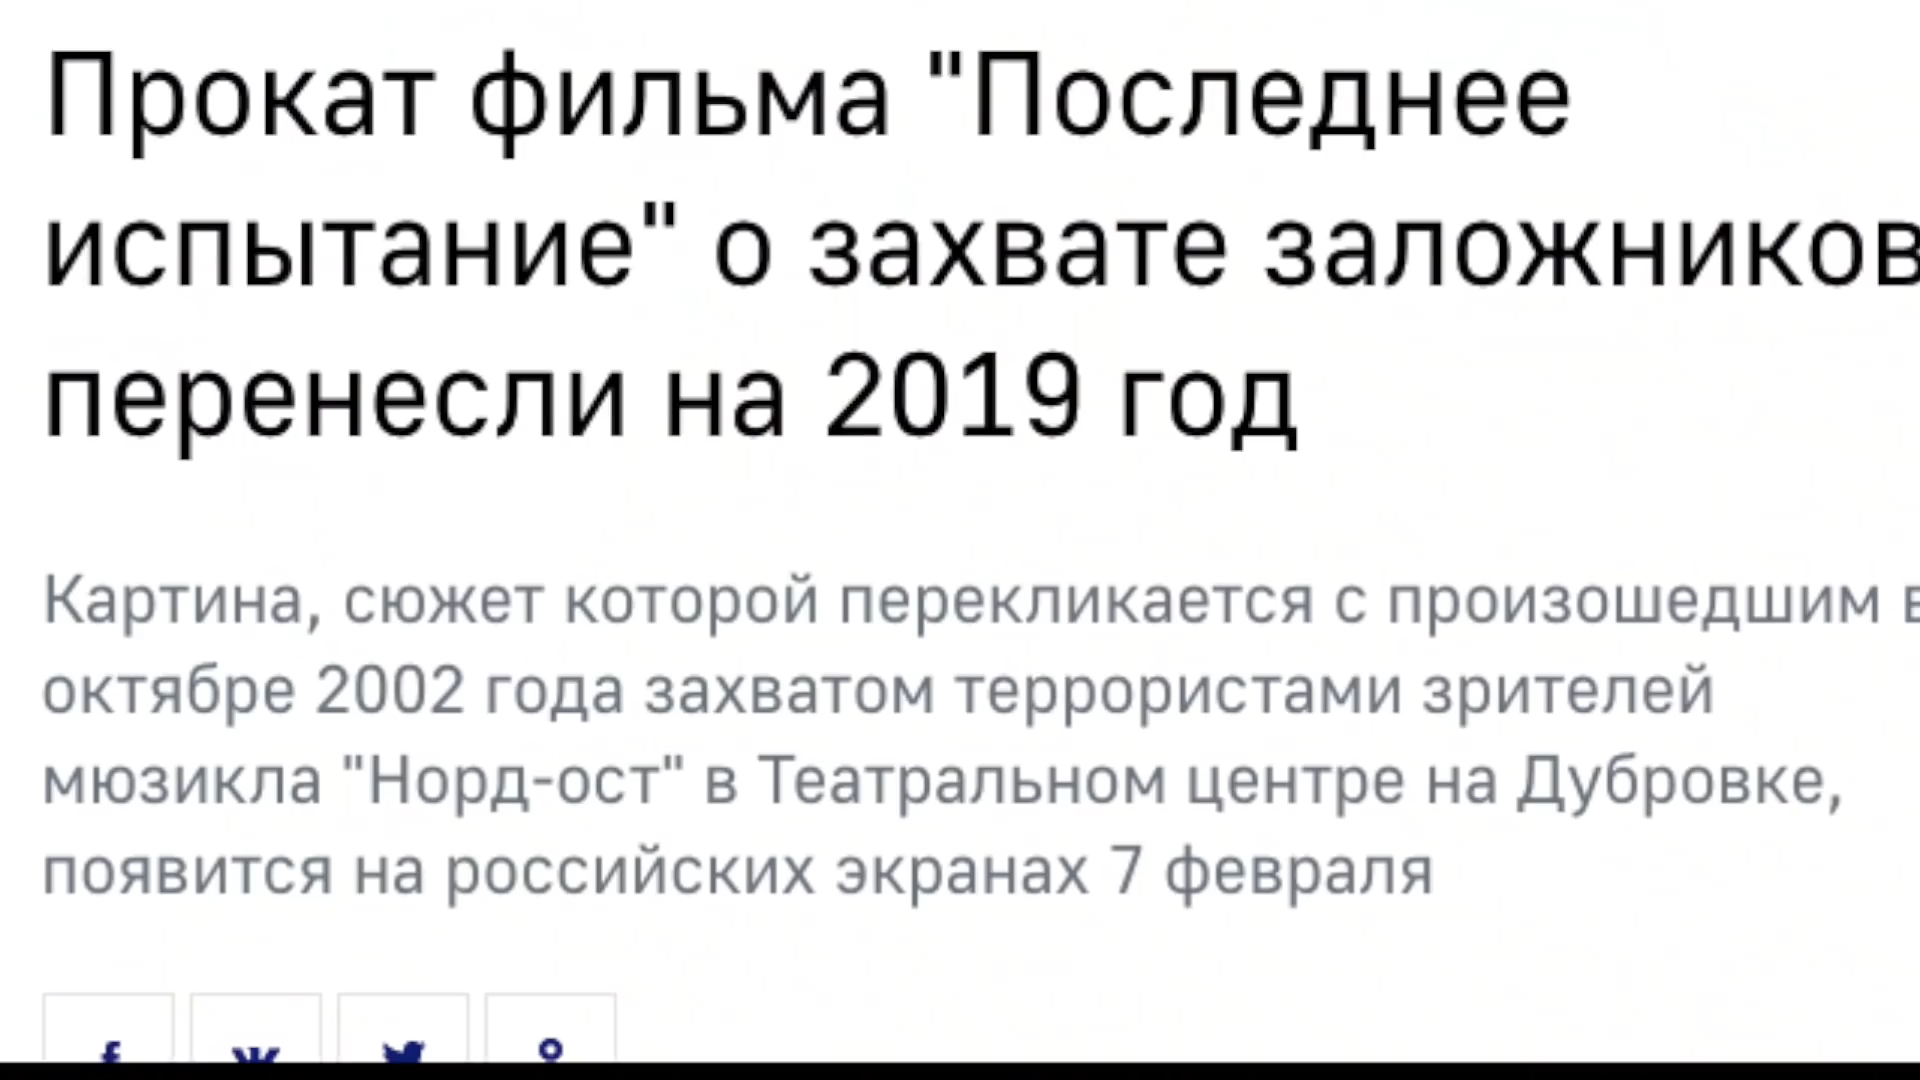 Прокат фильма "Последнее
испытание" о захвате заложников
перенесли на 2019 год
Картина, сюжет которой перекликается с произошедшим в
октябре 2002 года захватом террористами зрителей
мюзикла "Норд-ост" в Театральном центре на Дубровке,
появится на российских экранах 7 февраля